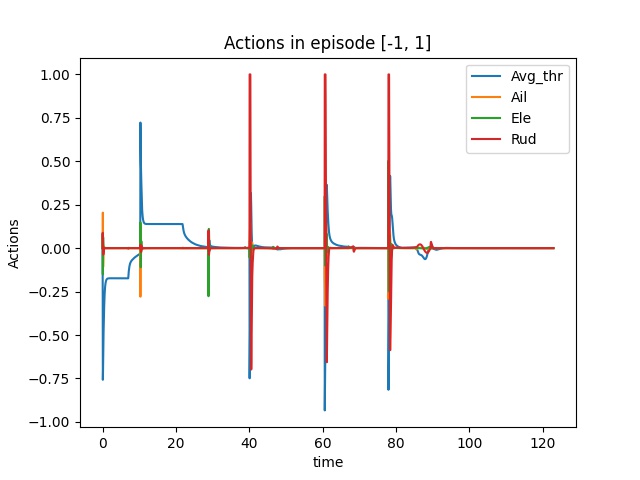 Actions in episode [-1, 1]
Avg_thr
Ail
Ele
Rud
Actions
1.00
0.75
0.50
0.25
0.00
−0.25
−0.50
−0.75
−1.00
0 20 40 60 80 100 120
time